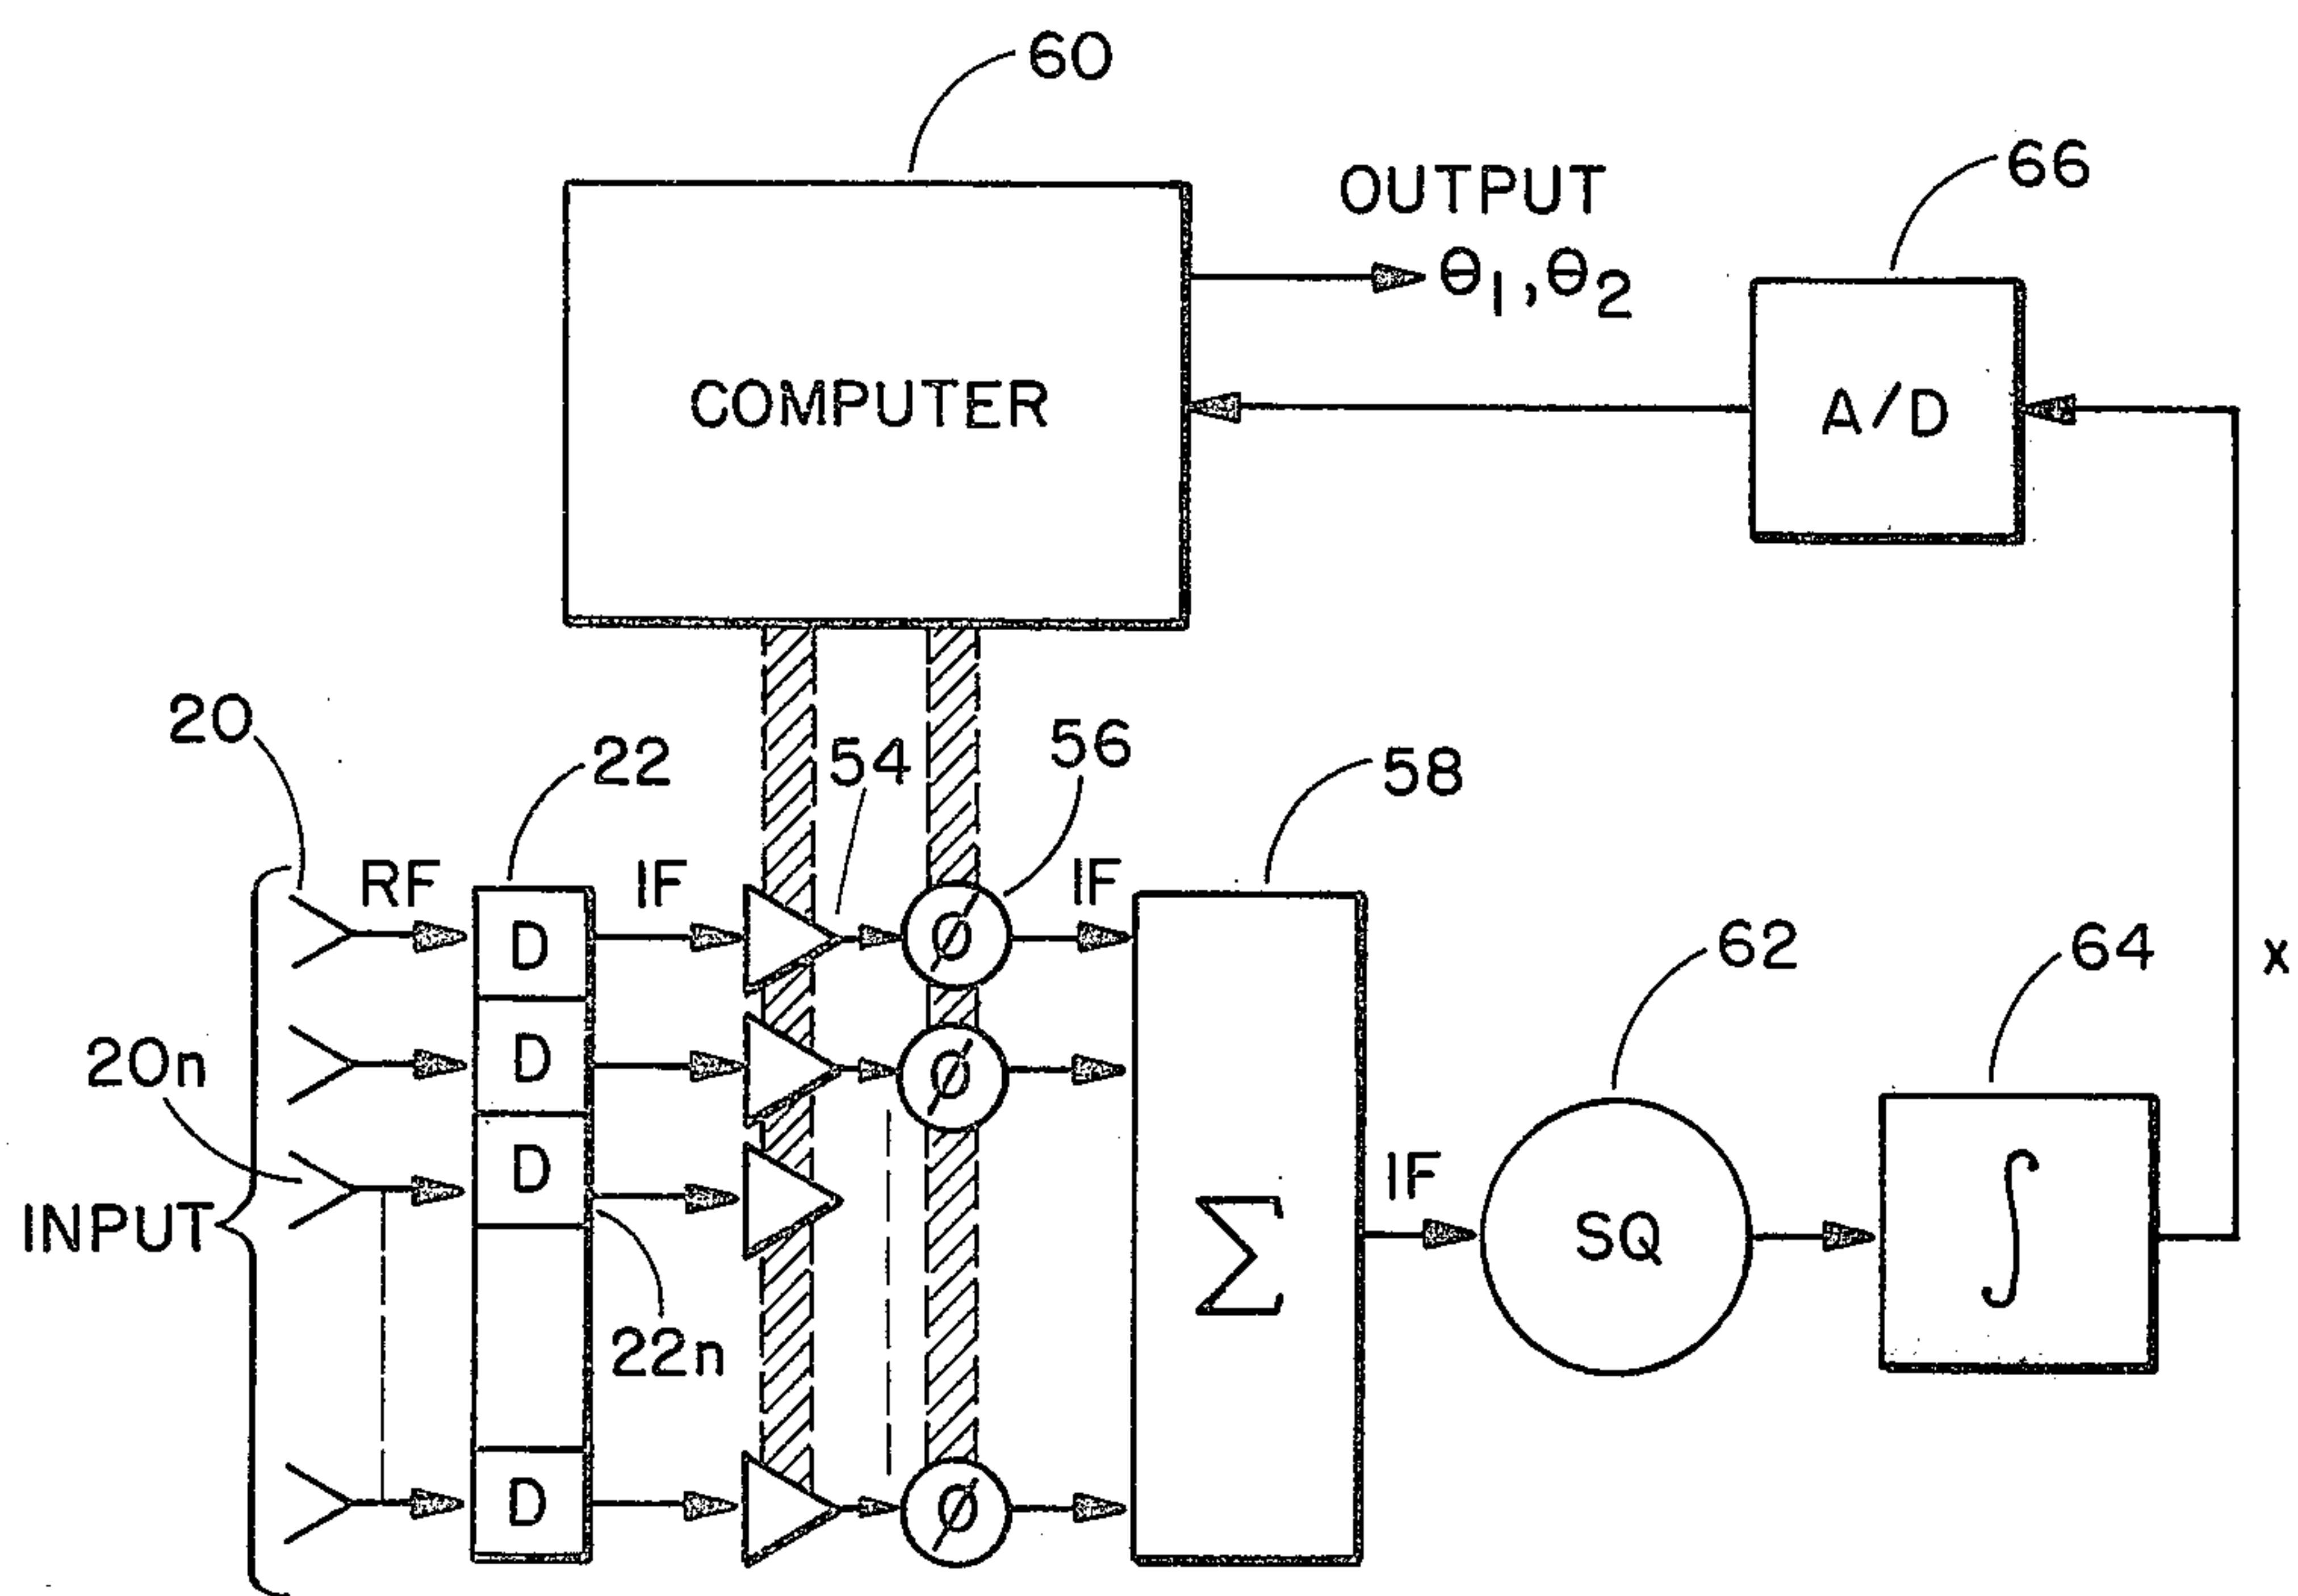 60
66
OUTPUT
θ1,θ2
A/D
COMPUTER
20
22
54
56
58
RF
IF
IF
62
64
x
D
Ø
D
Ø
20n
D
IF
INPUT
SQ
Σ
∫
22n
D
Ø